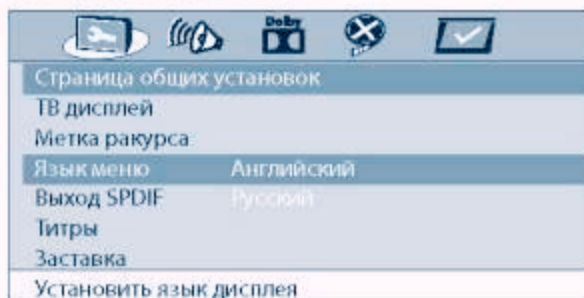 Dolby
Страница общих установок
ТВ дисплей
Метка ракурса
Язык меню Английский
Выход SPDIF Русский
Титры
Заставка
Установить язык дисплея